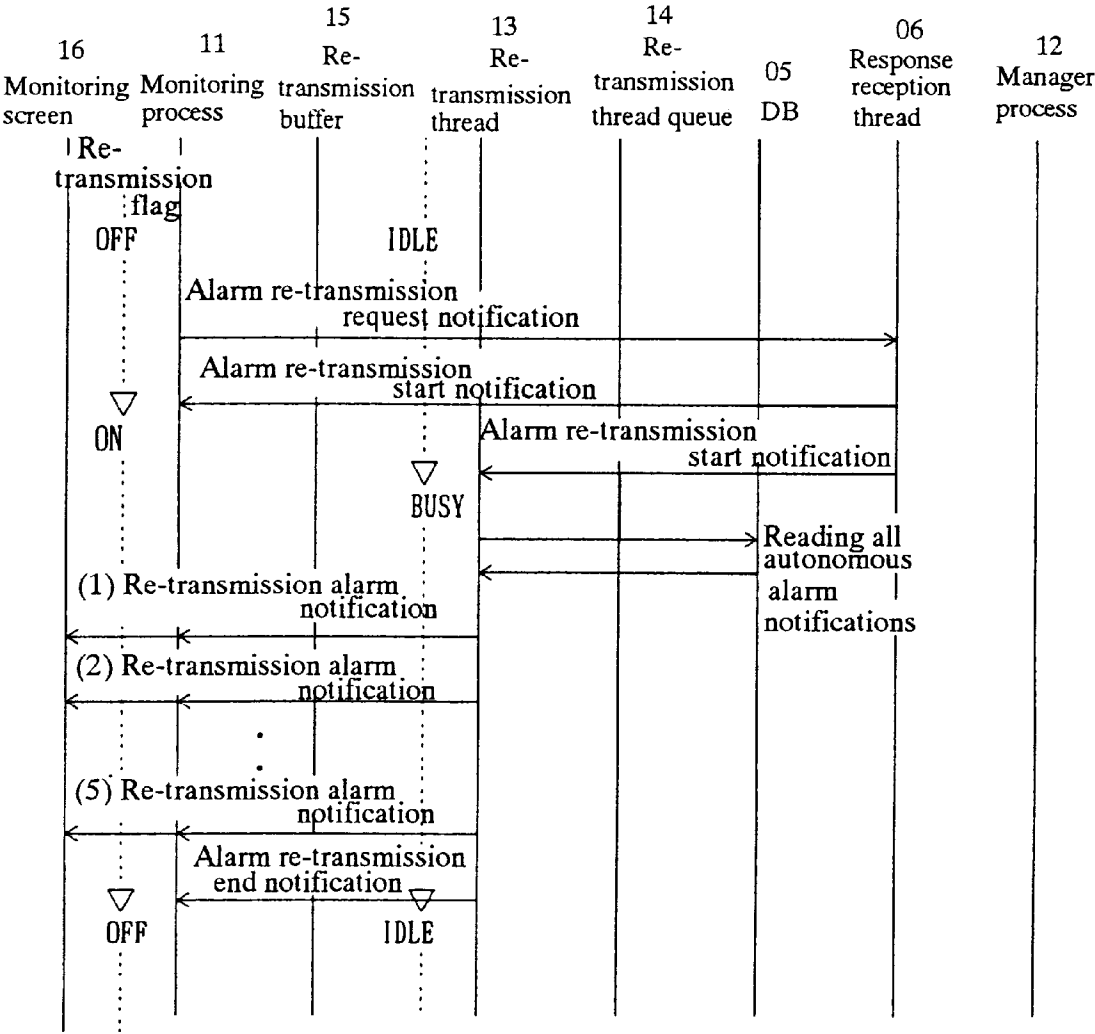 16
Monitoring
screen
11
Monitoring
process
15
Re-
transmission
buffer
13
Re-
transmission
thread
14
Re-
transmission
thread queue
05
DB
06
Response
reception
thread
12
Manager
process
Re-
transmission
flag
OFF
IDLE
Alarm re-transmission
request notification
Alarm re-transmission
start notification
ON
Alarm re-transmission
start notification
BUSY
Reading all
autonomous
alarm
notifications
(1) Re-transmission alarm
notification
(2) Re-transmission alarm
notification
(5) Re-transmission alarm
notification
Alarm re-transmission
end notification
OFF
IDLE